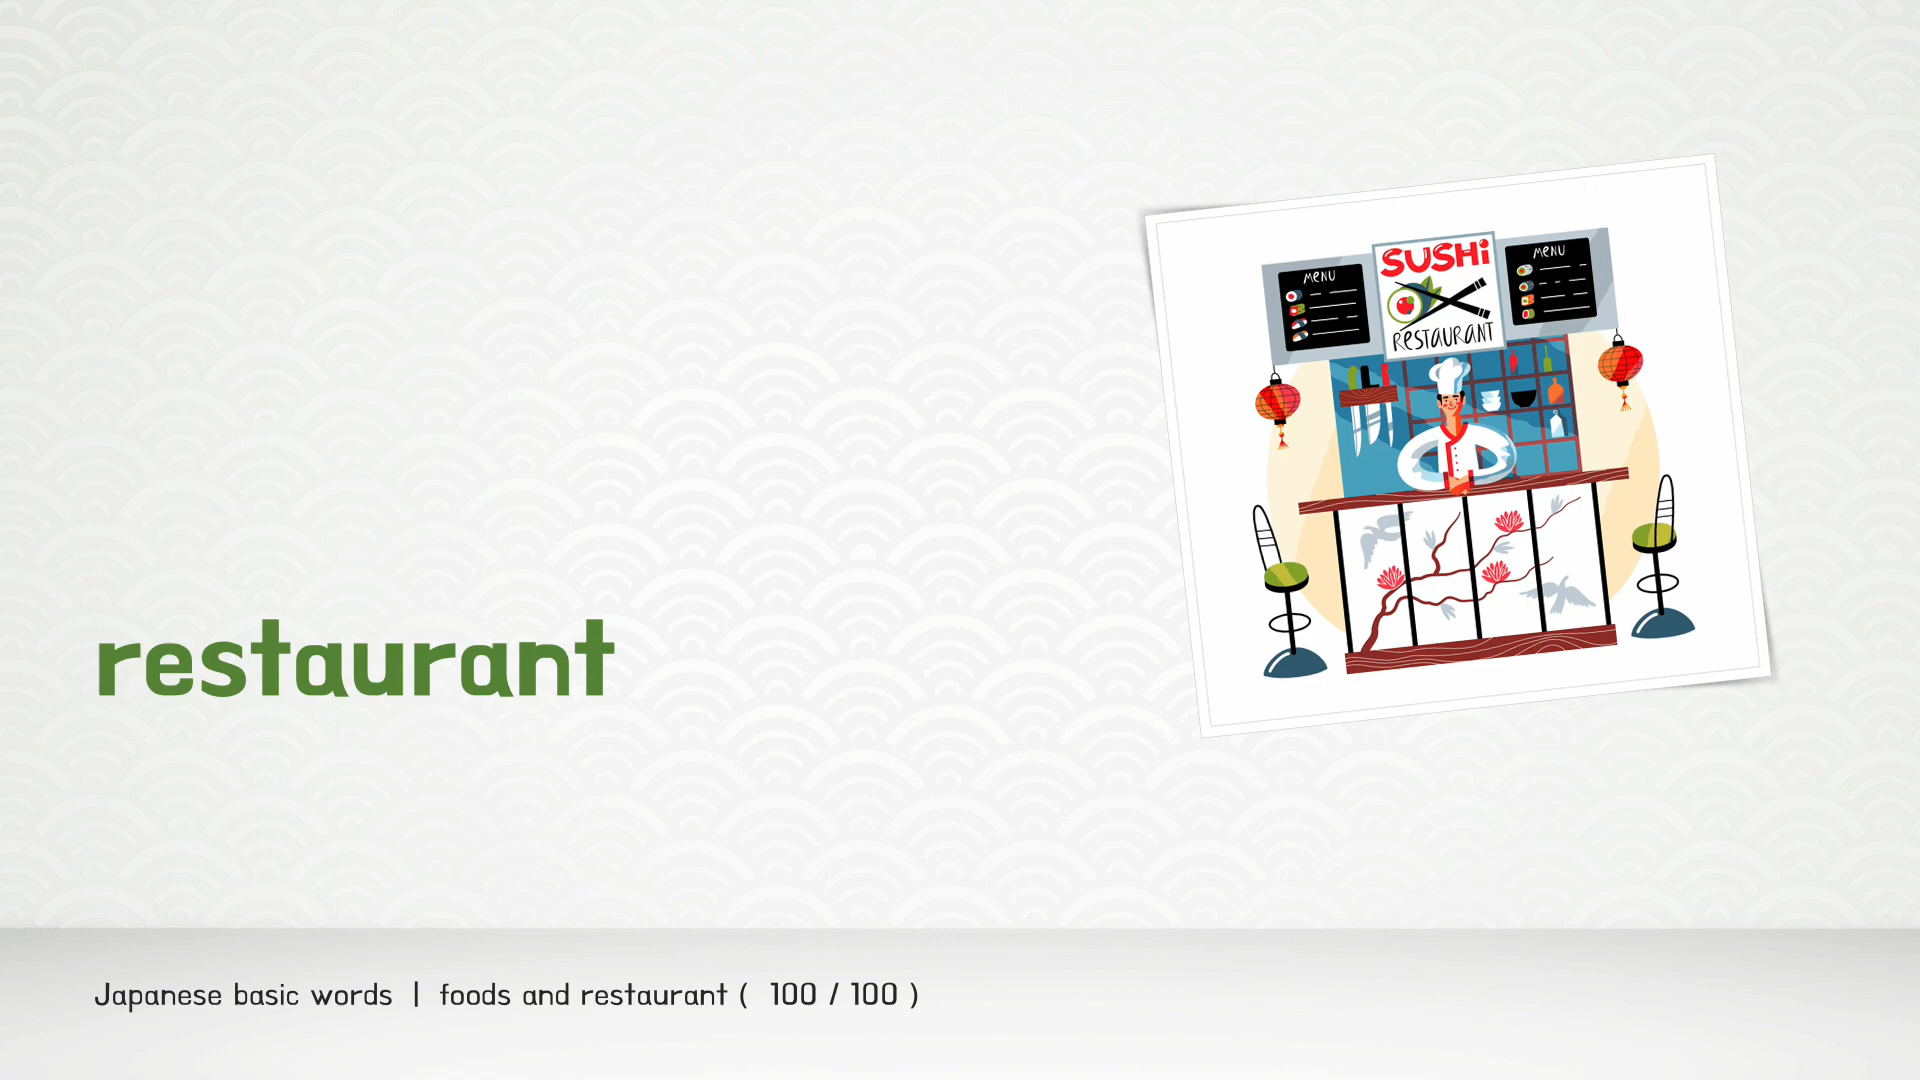 SUSHi
MENU
MENU
RESTAURANT
restaurant
Japanese basic words | foods and restaurant ( 100 / 100 )